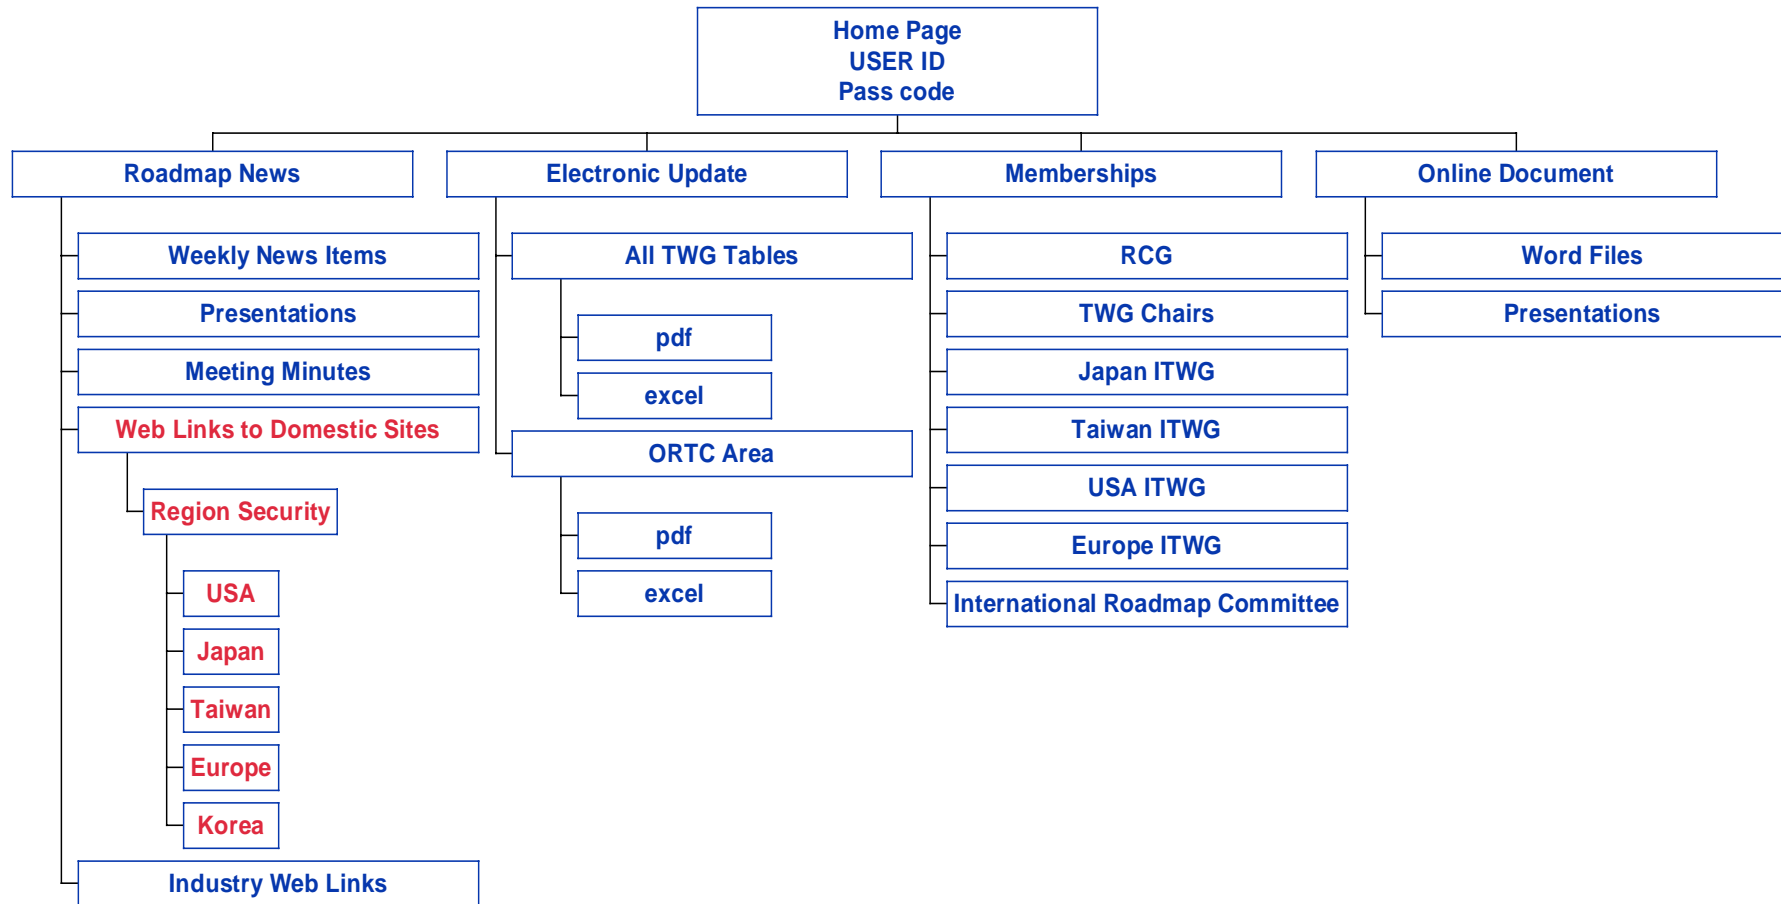 Home Page
USER ID
Pass code
Roadmap News
Weekly News Items
Presentations
Meeting Minutes
Web Links to Domestic Sites
Region Security
USA
Japan
Taiwan
Europe
Korea
Industry Web Links
Electronic Update
All TWG Tables
pdf
excel
ORTC Area
pdf
excel
Memberships
RCG
TWG Chairs
Japan ITWG
Taiwan ITWG
USA ITWG
Europe ITWG
International Roadmap Committee
Online Document
Word Files
Presentations